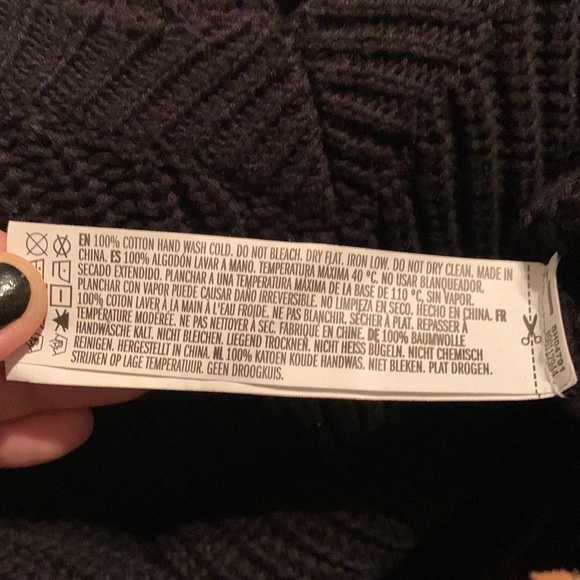 EN 100% COTTON HAND WASH COLD. DO NOT BLEACH. DRY FLAT. IRON LOW. DO NOT DRY CLEAN. MADE IN
CHINA. ES 100% ALGODÓN LAVAR A MANO. TEMPERATURA MÁXIMA 40 °C. NO USAR BLANQUEADOR.
SECADO EXTENDIDO. PLANCHAR A UNA TEMPERATURA MÁXIMA DE LA BASE DE 110 °C, SIN VAPOR.
PLANCHAR CON VAPOR PUEDE CAUSAR DAÑO IRREVERSIBLE. NO LIMPIEZA EN SECO. HECHO EN CHINA. FR
100% COTON LAVER À LA MAIN À L'EAU FROIDE. NE PAS BLANCHIR. SÉCHER À PLAT. REPASSER À
TEMPÉRATURE MODÉRÉE. NE PAS NETTOYER À SEC. FABRIQUÉ EN CHINE. DE 100% BAUMWOLLE
HANDWÄSCHE KALT. NICHT BLEICHEN. LIEGEND TROCKNEN. NICHT HEISS BÜGELN. NICHT CHEMISCH
REINIGEN. HERGESTELLT IN CHINA. NL 100% KATOEN KOUDE HANDWAS. NIET BLEKEN. PLAT DROGEN.
STRIJKEN OP LAGE TEMPERATUUR. GEEN DROOGKUIS.